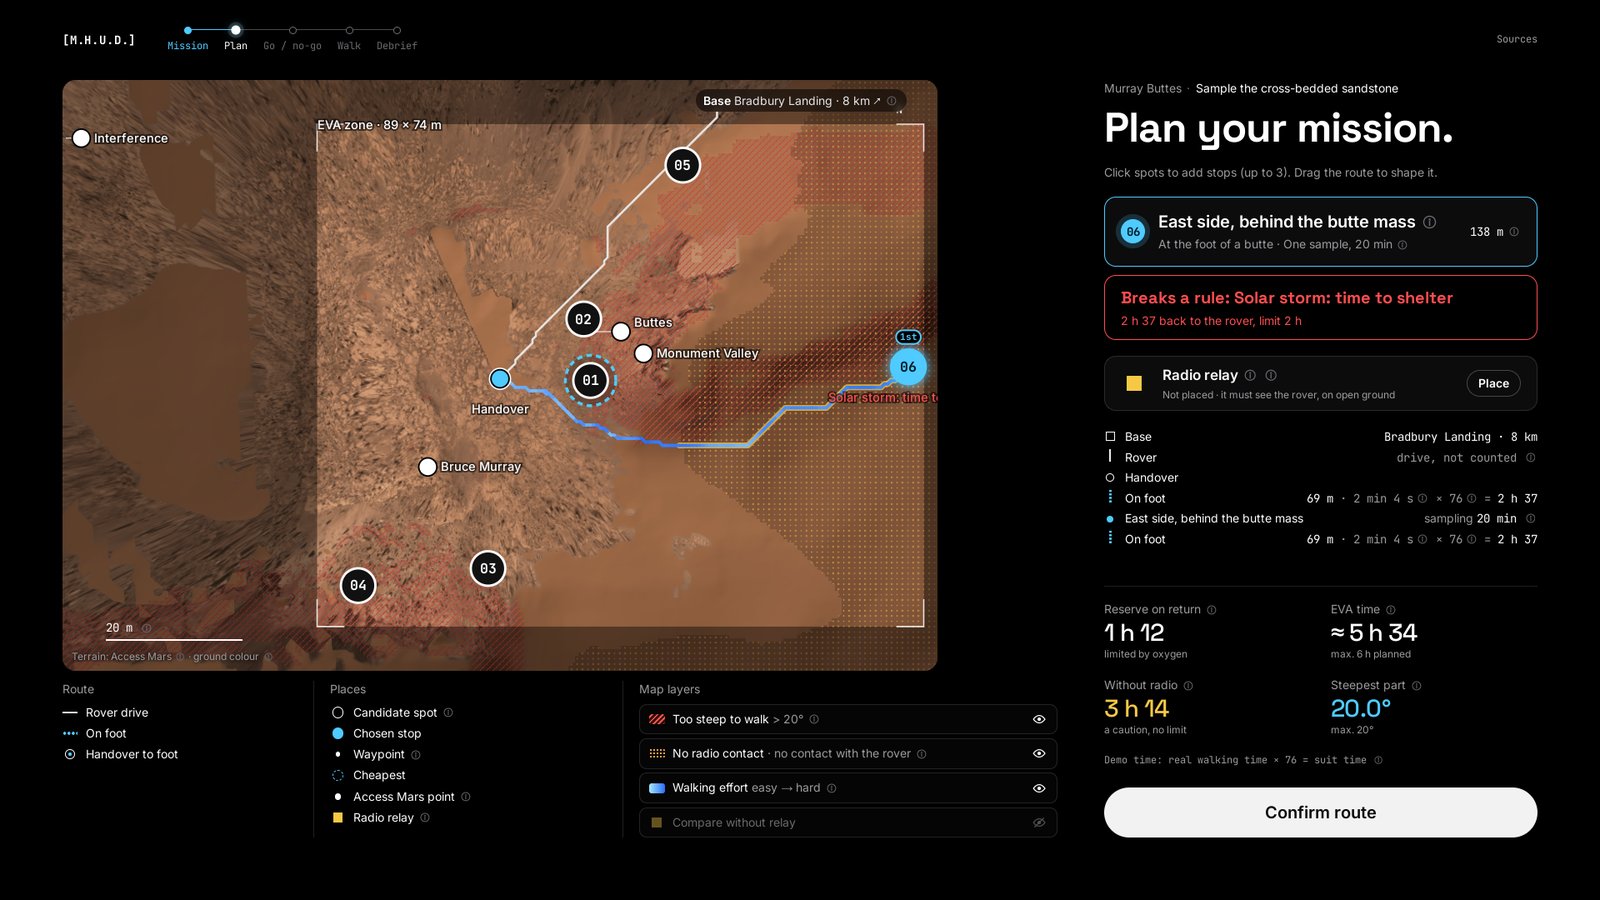 [M.H.U.D.]
Mission
Plan
Go / no-go
Walk
Debrief
Sources
Base Bradbury Landing · 8 km ↗
EVA zone · 89 × 74 m
Interference
05
02
Buttes
Monument Valley
01
1st
06
Solar storm: time t
Handover
Bruce Murray
03
04
20 m
Terrain: Access Mars · ground colour
Murray Buttes · Sample the cross-bedded sandstone
Plan your mission.
Click spots to add stops (up to 3). Drag the route to shape it.
06
East side, behind the butte mass
At the foot of a butte · One sample, 20 min
138 m
Breaks a rule: Solar storm: time to shelter
2 h 37 back to the rover, limit 2 h
Radio relay
Not placed · it must see the rover, on open ground
Place
Base Bradbury Landing · 8 km
Rover drive, not counted
Handover
On foot 69 m · 2 min 4 s × 76 = 2 h 37
East side, behind the butte mass sampling 20 min
On foot 69 m · 2 min 4 s × 76 = 2 h 37
Reserve on return
1 h 12
limited by oxygen
EVA time
≈ 5 h 34
max. 6 h planned
Without radio
3 h 14
a caution, no limit
Steepest part
20.0°
max. 20°
Demo time: real walking time × 76 = suit time
Confirm route
Route
Rover drive
On foot
Handover to foot
Places
Candidate spot
Chosen stop
Waypoint
Cheapest
Access Mars point
Radio relay
Map layers
Too steep to walk > 20°
No radio contact · no contact with the rover
Walking effort easy → hard
Compare without relay